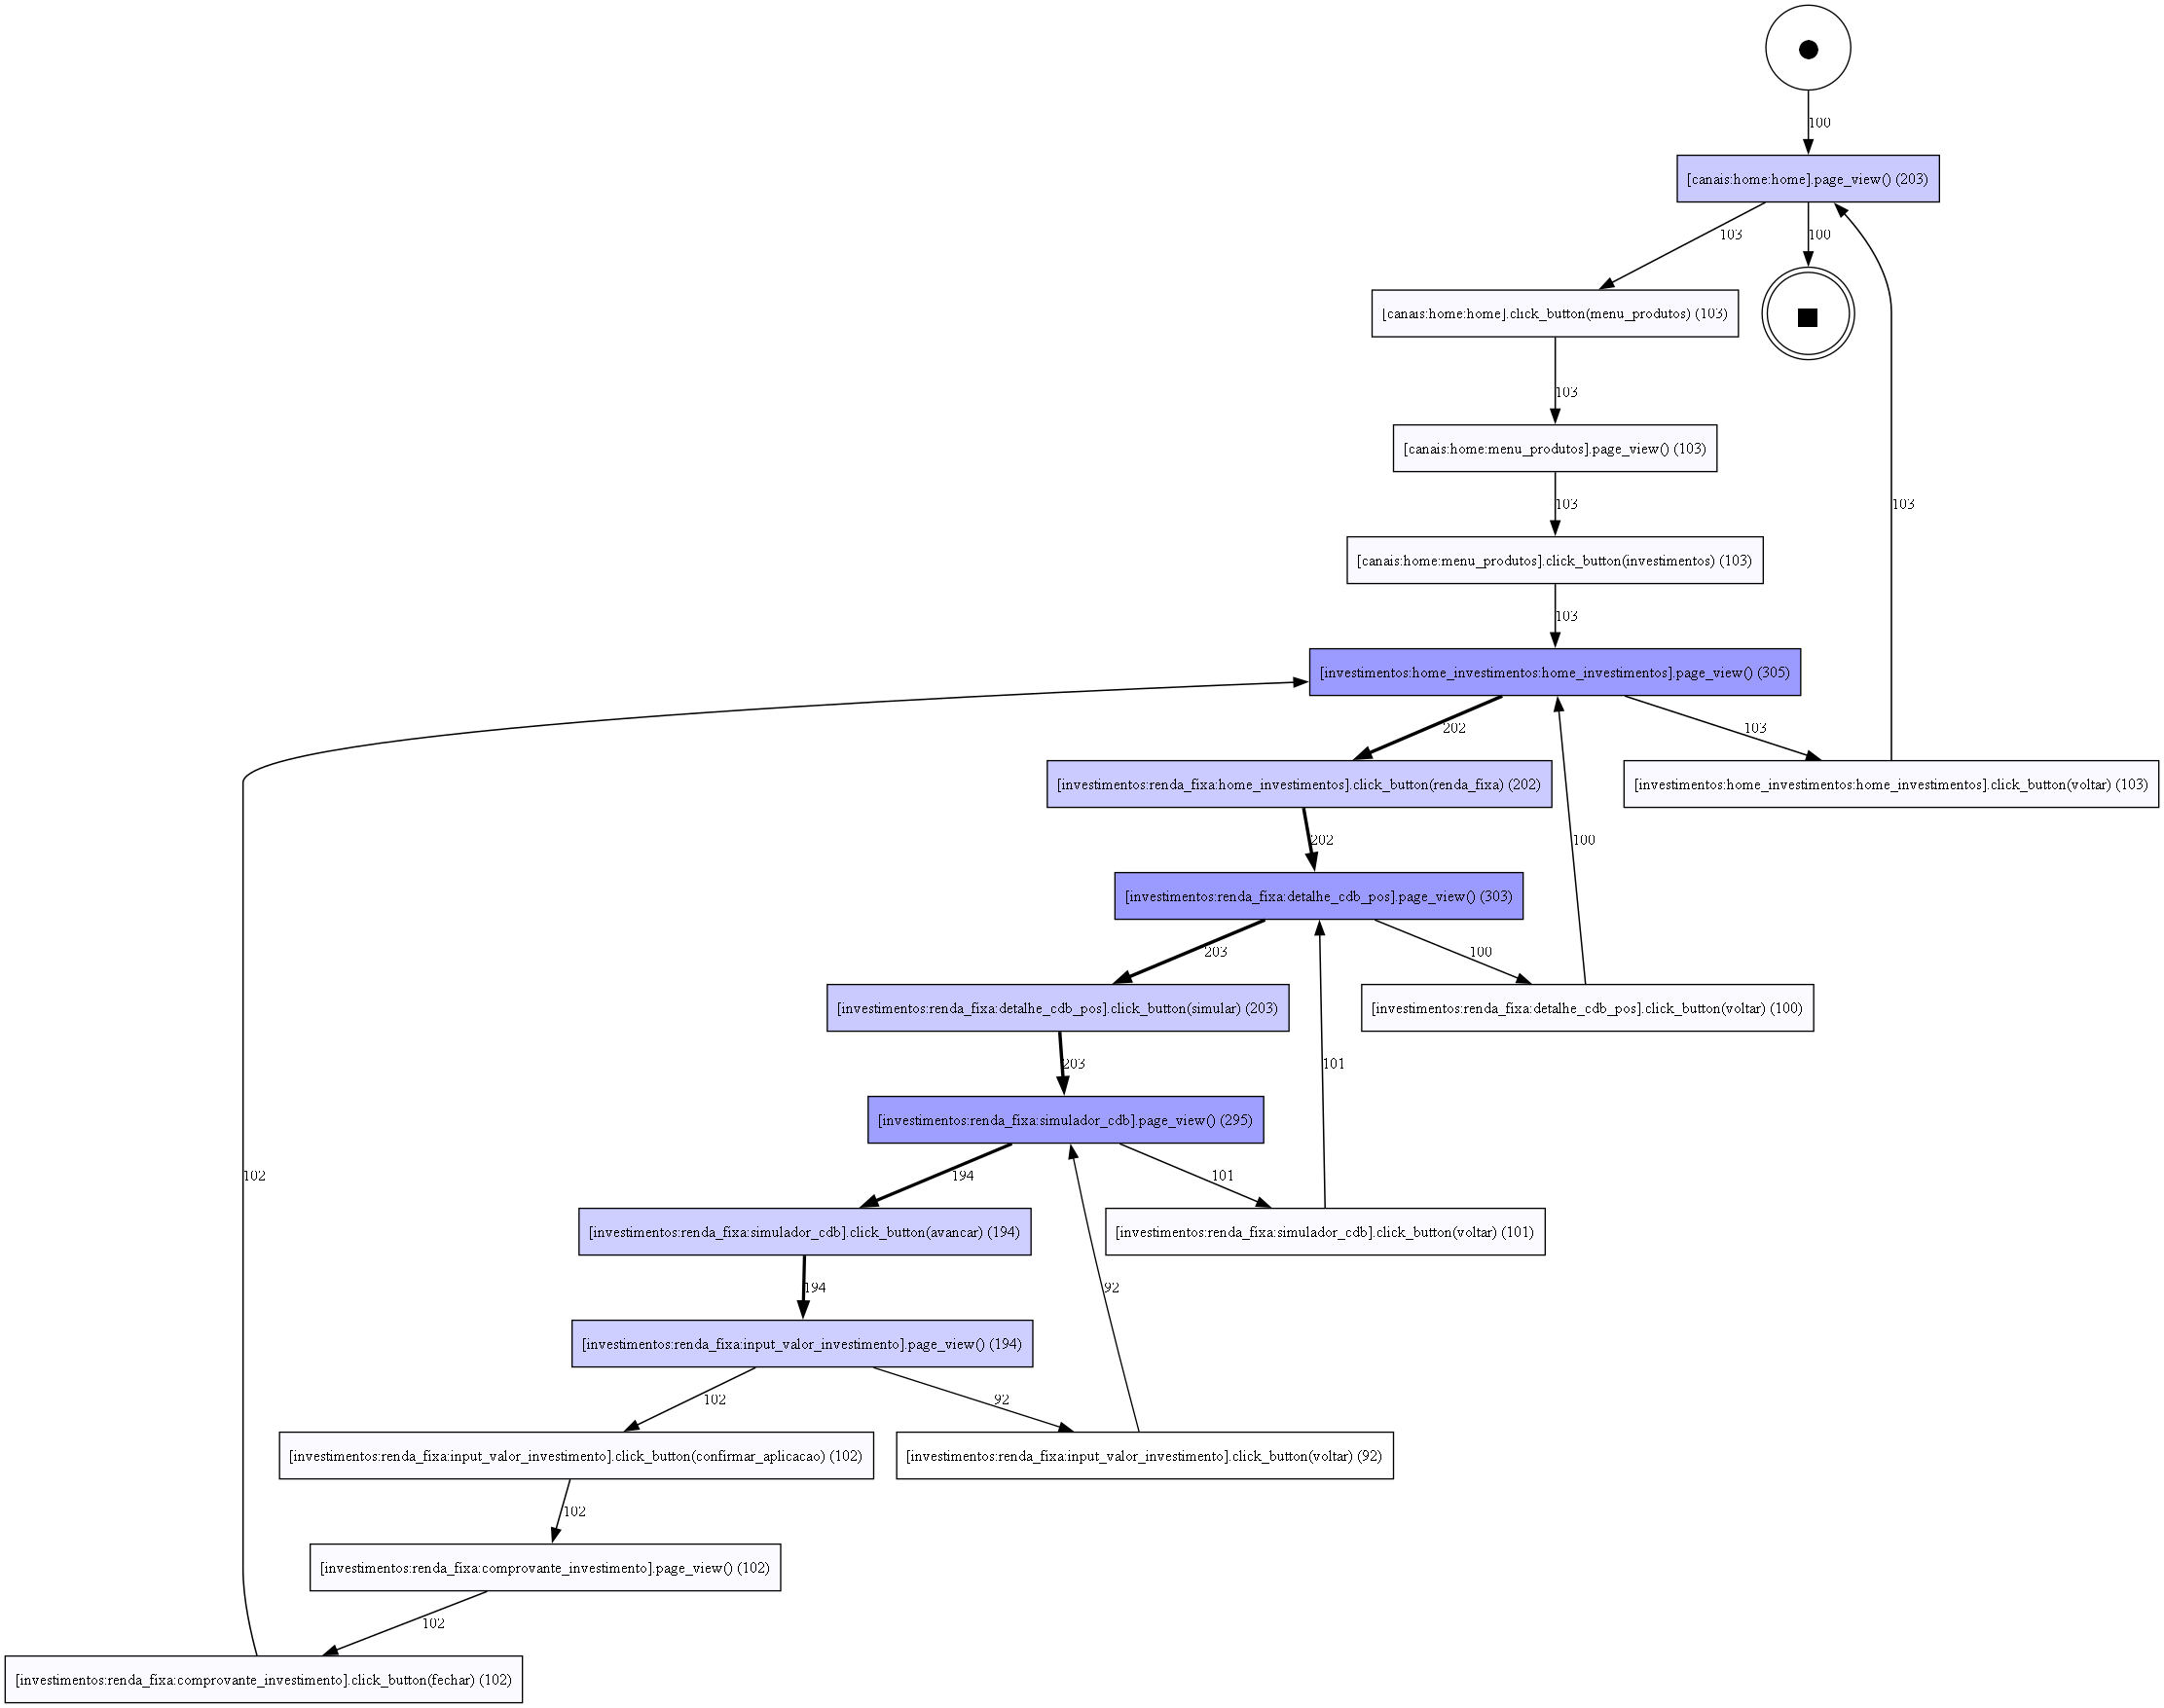 100
[canais:home:home].page_view() (203)
103
100
[canais:home:home].click_button(menu_produtos) (103)
103
[canais:home:menu_produtos].page_view() (103)
103
103
[canais:home:menu_produtos].click_button(investimentos) (103)
103
[investimentos:home_investimentos:home_investimentos].page_view() (305)
202
103
[investimentos:renda_fixa:home_investimentos].click_button(renda_fixa) (202)
[investimentos:home_investimentos:home_investimentos].click_button(voltar) (103)
202
100
[investimentos:renda_fixa:detalhe_cdb_pos].page_view() (303)
203
100
[investimentos:renda_fixa:detalhe_cdb_pos].click_button(simular) (203)
[investimentos:renda_fixa:detalhe_cdb_pos].click_button(voltar) (100)
203
101
[investimentos:renda_fixa:simulador_cdb].page_view() (295)
102
194
101
[investimentos:renda_fixa:simulador_cdb].click_button(avancar) (194)
[investimentos:renda_fixa:simulador_cdb].click_button(voltar) (101)
194
92
[investimentos:renda_fixa:input_valor_investimento].page_view() (194)
102
92
[investimentos:renda_fixa:input_valor_investimento].click_button(confirmar_aplicacao) (102)
[investimentos:renda_fixa:input_valor_investimento].click_button(voltar) (92)
102
[investimentos:renda_fixa:comprovante_investimento].page_view() (102)
102
[investimentos:renda_fixa:comprovante_investimento].click_button(fechar) (102)